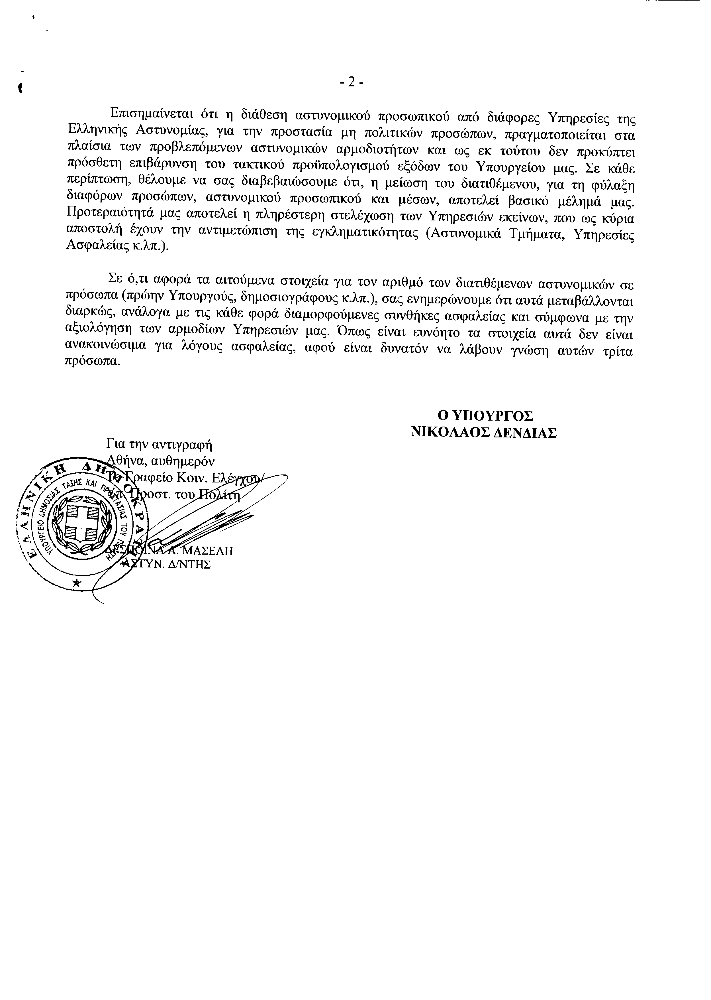 - 2 -
Επισημαίνεται ότι η διάθεση αστυνομικού προσωπικού από διάφορες Υπηρεσίες της
Ελληνικής Αστυνομίας, για την προστασία μη πολιτικών προσώπων, πραγματοποιείται στα
πλαίσια των προβλεπόμενων αστυνομικών αρμοδιοτήτων και ως εκ τούτου δεν προκύπτει
πρόσθετη επιβάρυνση του τακτικού προϋπολογισμού εξόδων του Υπουργείου μας. Σε κάθε
περίπτωση, θέλουμε να σας διαβεβαιώσουμε ότι, η μείωση του διατιθέμενου, για τη φύλαξη
διαφόρων προσώπων, αστυνομικού προσωπικού και μέσων, αποτελεί βασικό μέλημά μας.
Προτεραιότητά μας αποτελεί η πληρέστερη στελέχωση των Υπηρεσιών εκείνων, που ως κύρια
αποστολή έχουν την αντιμετώπιση της εγκληματικότητας (Αστυνομικά Τμήματα, Υπηρεσίες
Ασφαλείας κ.λπ.).
Σε ό,τι αφορά τα αιτούμενα στοιχεία για τον αριθμό των διατιθέμενων αστυνομικών σε
πρόσωπα (πρώην Υπουργούς, δημοσιογράφους κ.λπ.), σας ενημερώνουμε ότι αυτά μεταβάλλονται
διαρκώς, ανάλογα με τις κάθε φορά διαμορφούμενες συνθήκες ασφαλείας και σύμφωνα με την
αξιολόγηση των αρμοδίων Υπηρεσιών μας. Όπως είναι ευνόητο τα στοιχεία αυτά δεν είναι
ανακοινώσιμα για λόγους ασφαλείας, αφού είναι δυνατόν να λάβουν γνώση αυτών τρίτα
πρόσωπα.
Ο ΥΠΟΥΡΓΟΣ
ΝΙΚΟΛΑΟΣ ΔΕΝΔΙΑΣ
Για την αντιγραφή
Αθήνα, αυθημερόν
Το Γραφείο Κοιν. Ελέγχου/
Υπ. Προστ. του Πολίτη
ΔΕΣΠΟΙΝΑ Α. ΜΑΣΕΛΗ
ΑΣΤΥΝ. Δ/ΝΤΗΣ
ΕΛΛΗΝΙΚΗ ΔΗΜΟΚΡΑΤΙΑ
ΥΠΟΥΡΓΕΙΟ ΔΗΜΟΣΙΑΣ ΤΑΞΗΣ ΚΑΙ ΠΡΟΣΤΑΣΙΑΣ ΤΟΥ ΠΟΛΙΤΗ